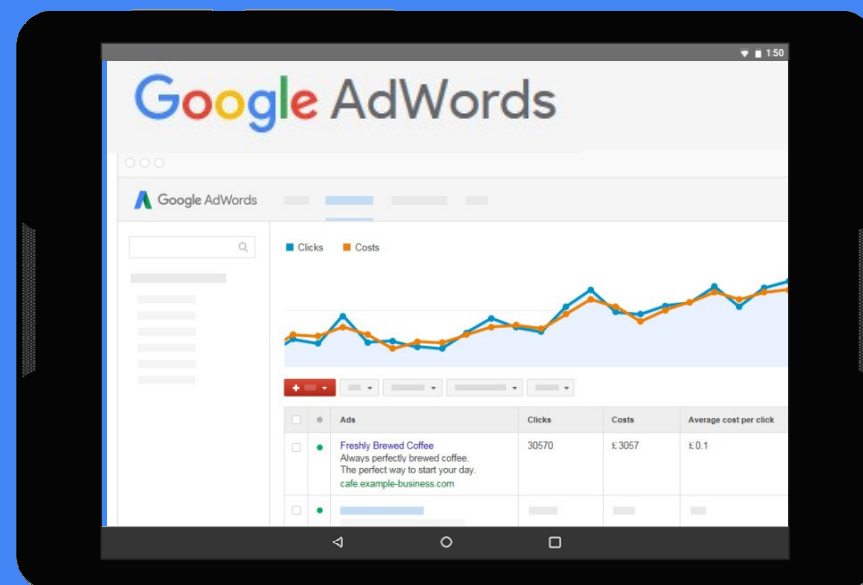 1:50
Google AdWords
Google AdWords
Clicks Costs
Ads Clicks Costs Average cost per click
Freshly Brewed Coffee 30570 £3057 £0.1
Always perfectly brewed coffee.
The perfect way to start your day.
cafe.example-business.com